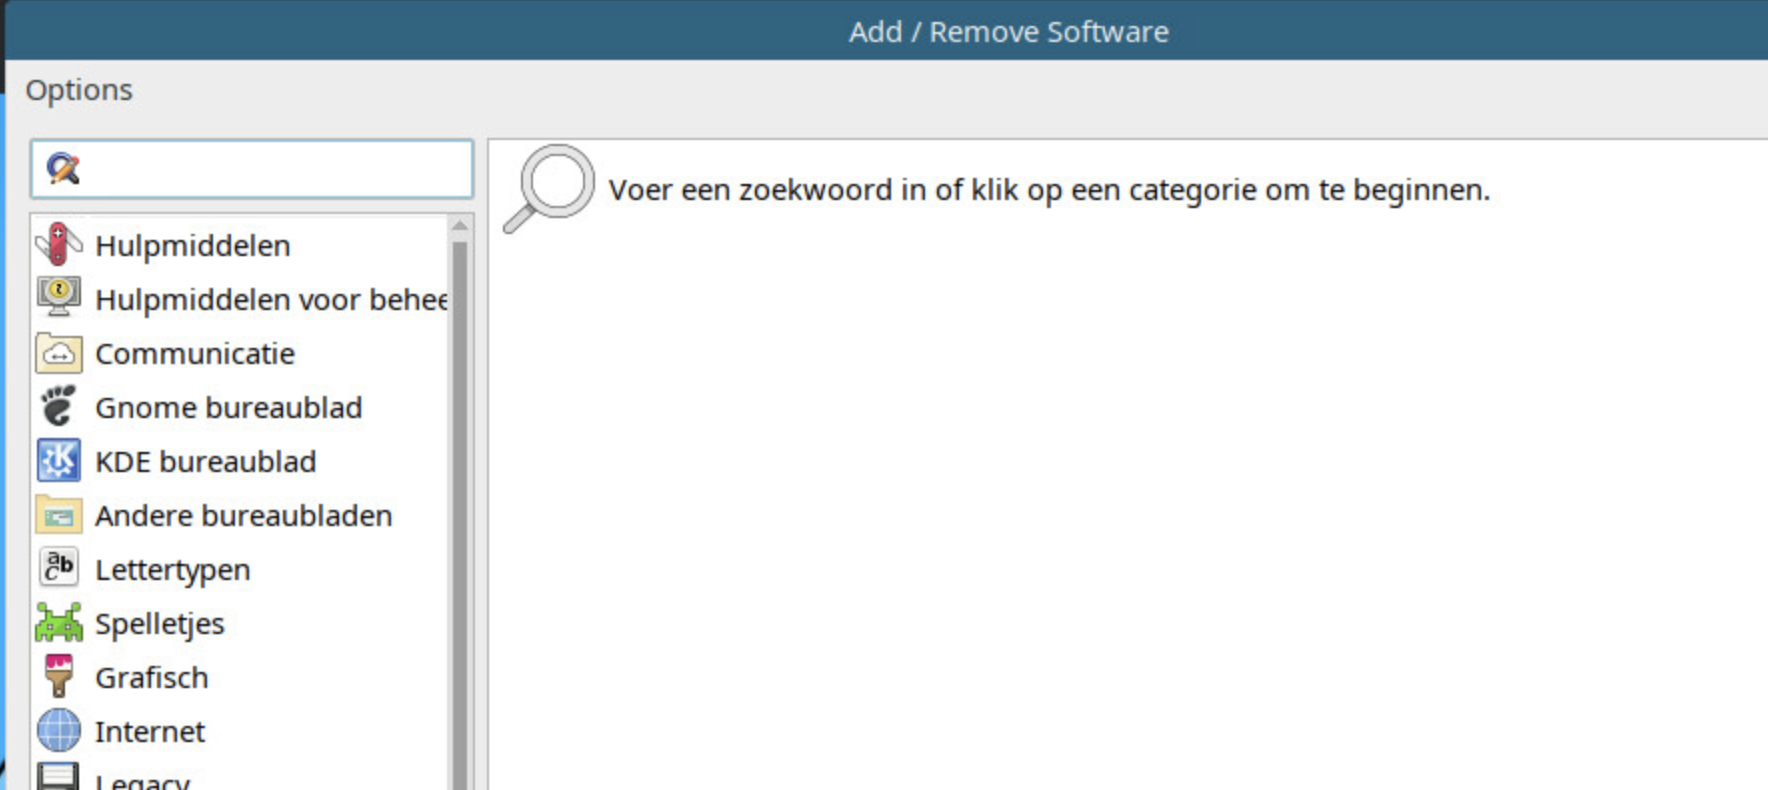 Add / Remove Software
Options
Voer een zoekwoord in of klik op een categorie om te beginnen.
Hulpmiddelen
Hulpmiddelen voor behee
Communicatie
Gnome bureaublad
KDE bureaublad
Andere bureaubladen
abc
Lettertypen
Spelletjes
Grafisch
Internet
Legacy